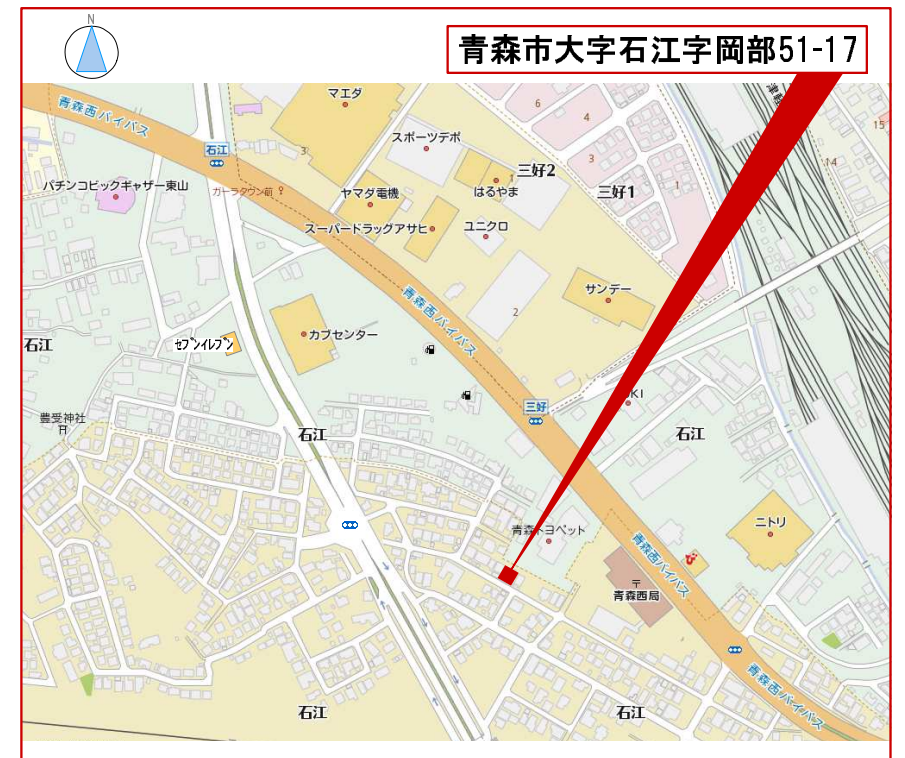 N
青森市大字石江字岡部51-17
マエダ
青森西バイパス
スポーツデポ
6
4
15
石江
3
三好2
3
14
パチンコビックギャザー東山
ガーラタウン前
ヤマダ電機
1
はるやま
三好1
1
スーパードラッグアサヒ
ユニクロ
サンデー
青森西バイパス
2
カブセンター
石江
セブンイレブン
KI
三好
豊受神社
石江
石江
ニトリ
青森トヨペット
青森西バイパス
〒
青森西局
青森西バイパス
石江
石江